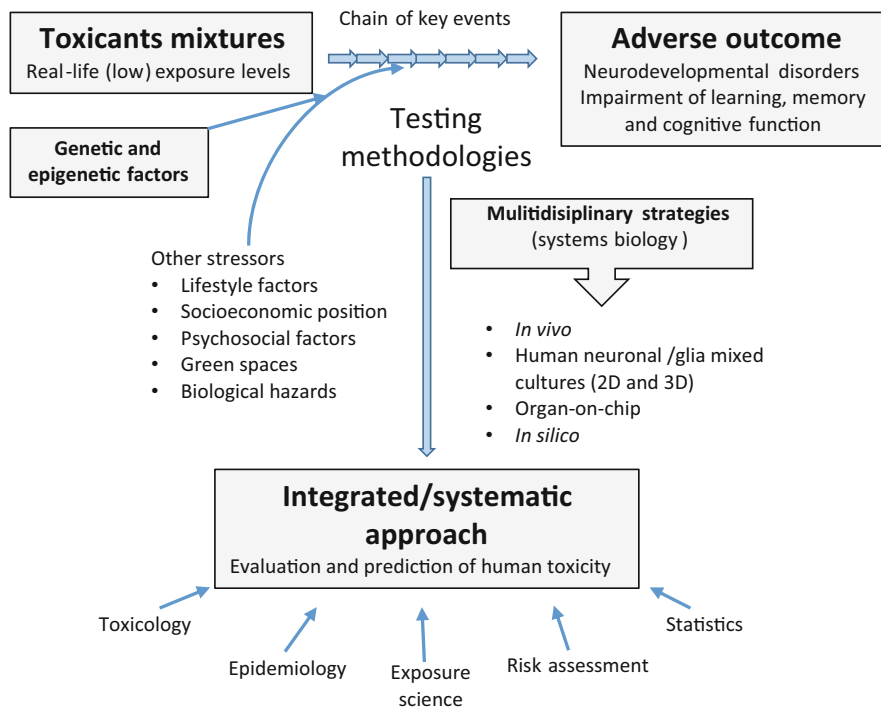 Chain of key events
Toxicants mixtures
Real-life (low) exposure levels
Adverse outcome
Neurodevelopmental disorders
Impairment of learning, memory
and cognitive function
Genetic and
epigenetic factors
Testing
methodologies
Mulitidisiplinary strategies
(systems biology )
Other stressors
• Lifestyle factors
• Socioeconomic position
• Psychosocial factors
• Green spaces
• Biological hazards
• In vivo
• Human neuronal /glia mixed
cultures (2D and 3D)
• Organ-on-chip
• In silico
Integrated/systematic
approach
Evaluation and prediction of human toxicity
Toxicology
Epidemiology
Exposure
science
Risk assessment
Statistics